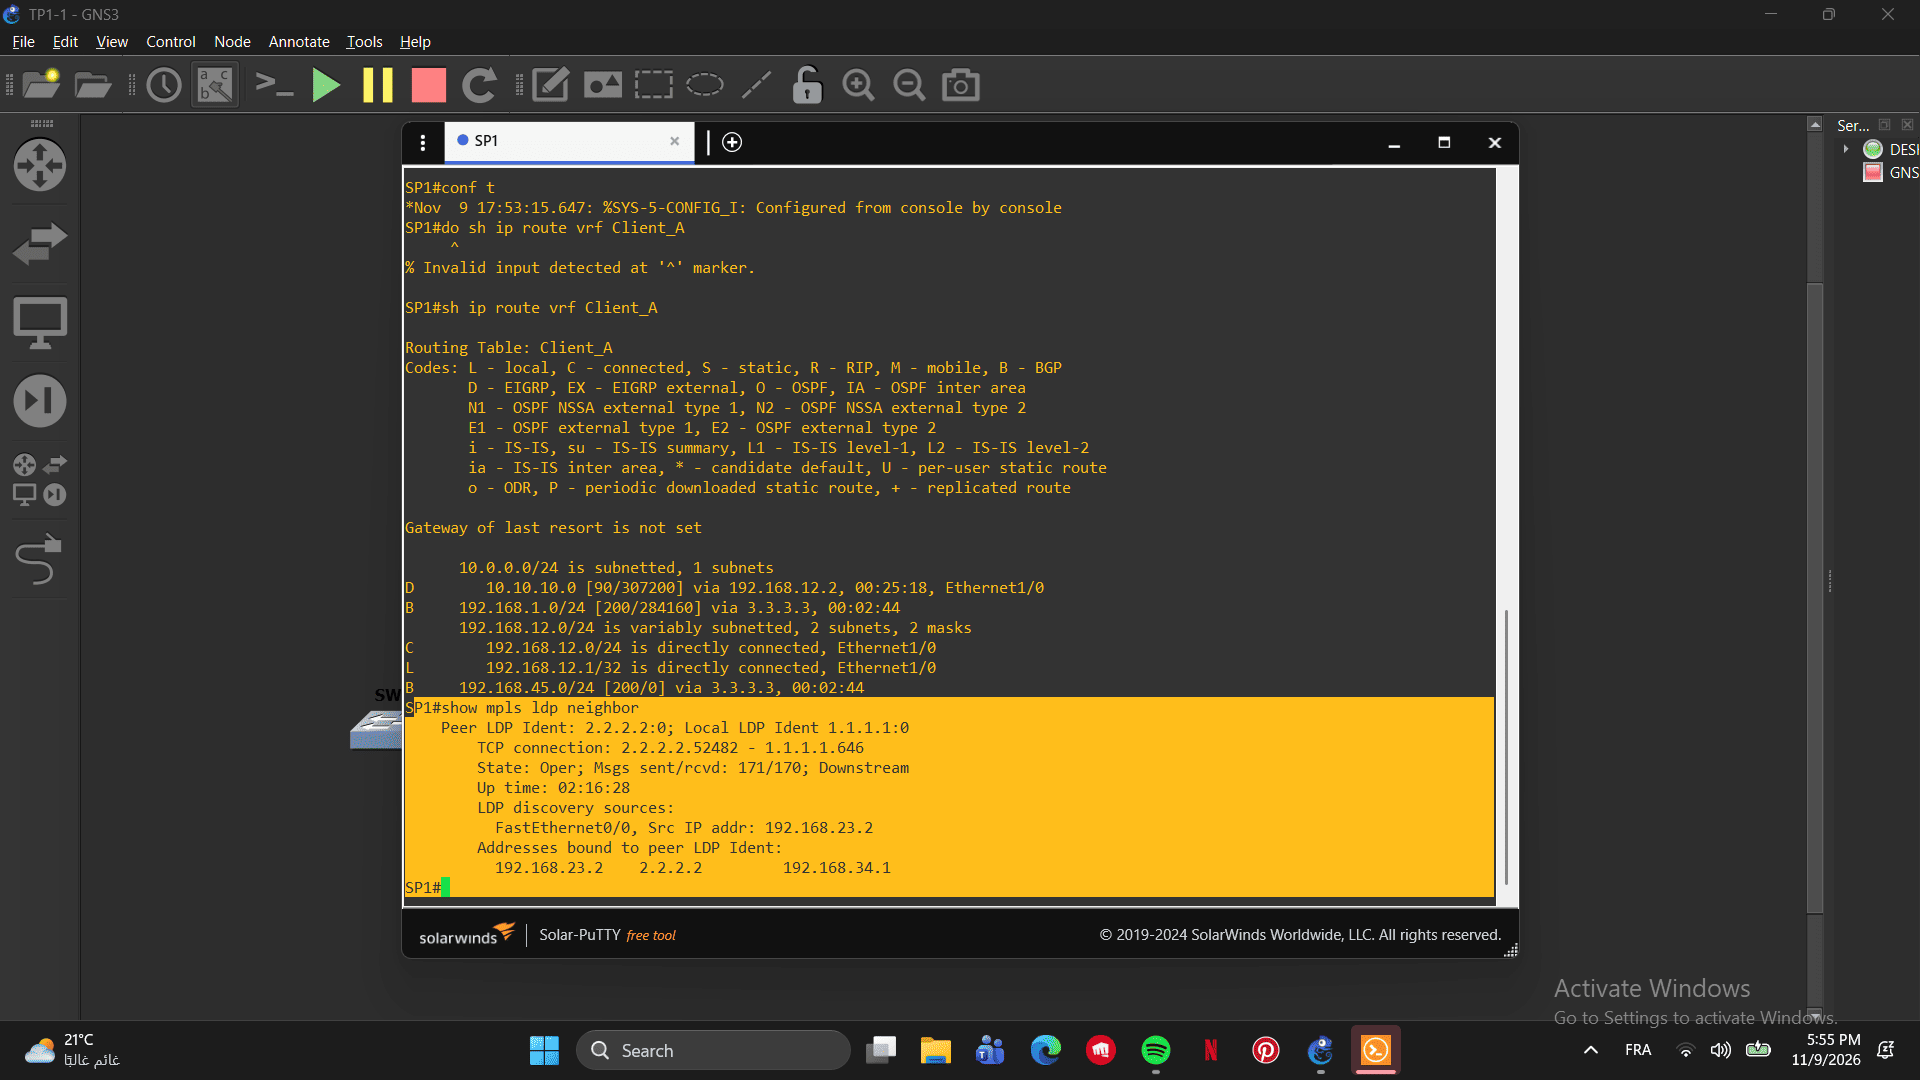 TP1-1 - GNS3
File Edit View Control Node Annotate Tools Help
SP1
SP1#conf t
*Nov  9 17:53:15.647: %SYS-5-CONFIG_I: Configured from console by console
SP1#do sh ip route vrf Client_A
^
% Invalid input detected at '^' marker.
SP1#sh ip route vrf Client_A
Routing Table: Client_A
Codes: L - local, C - connected, S - static, R - RIP, M - mobile, B - BGP
D - EIGRP, EX - EIGRP external, O - OSPF, IA - OSPF inter area
N1 - OSPF NSSA external type 1, N2 - OSPF NSSA external type 2
E1 - OSPF external type 1, E2 - OSPF external type 2
i - IS-IS, su - IS-IS summary, L1 - IS-IS level-1, L2 - IS-IS level-2
ia - IS-IS inter area, * - candidate default, U - per-user static route
o - ODR, P - periodic downloaded static route, + - replicated route
Gateway of last resort is not set
10.0.0.0/24 is subnetted, 1 subnets
D        10.10.10.0 [90/307200] via 192.168.12.2, 00:25:18, Ethernet1/0
B     192.168.1.0/24 [200/284160] via 3.3.3.3, 00:02:44
192.168.12.0/24 is variably subnetted, 2 subnets, 2 masks
C        192.168.12.0/24 is directly connected, Ethernet1/0
L        192.168.12.1/32 is directly connected, Ethernet1/0
B     192.168.45.0/24 [200/0] via 3.3.3.3, 00:02:44
SP1#show mpls ldp neighbor
Peer LDP Ident: 2.2.2.2:0; Local LDP Ident 1.1.1.1:0
TCP connection: 2.2.2.2.52482 - 1.1.1.1.646
State: Oper; Msgs sent/rcvd: 171/170; Downstream
Up time: 02:16:28
LDP discovery sources:
FastEthernet0/0, Src IP addr: 192.168.23.2
Addresses bound to peer LDP Ident:
192.168.23.2    2.2.2.2         192.168.34.1
SP1#
solarwinds Solar-PuTTY free tool
© 2019-2024 SolarWinds Worldwide, LLC. All rights reserved.
SW
Ser...
DESI
GNS
Activate Windows
Go to Settings to activate Windows.
21°C
غائم غالبًا
Search
FRA
5:55 PM
11/9/2026